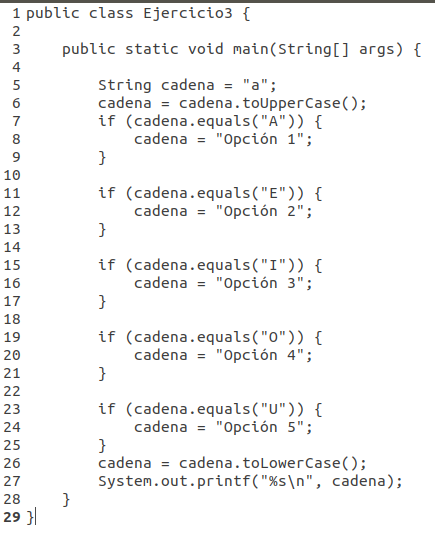 1 public class Ejercicio3 {
2
3     public static void main(String[] args) {
4
5         String cadena = "a";
6         cadena = cadena.toUpperCase();
7         if (cadena.equals("A")) {
8             cadena = "Opción 1";
9         }
10
11         if (cadena.equals("E")) {
12             cadena = "Opción 2";
13         }
14
15         if (cadena.equals("I")) {
16             cadena = "Opción 3";
17         }
18
19         if (cadena.equals("O")) {
20             cadena = "Opción 4";
21         }
22
23         if (cadena.equals("U")) {
24             cadena = "Opción 5";
25         }
26         cadena = cadena.toLowerCase();
27         System.out.printf("%s\n", cadena);
28     }
29 }